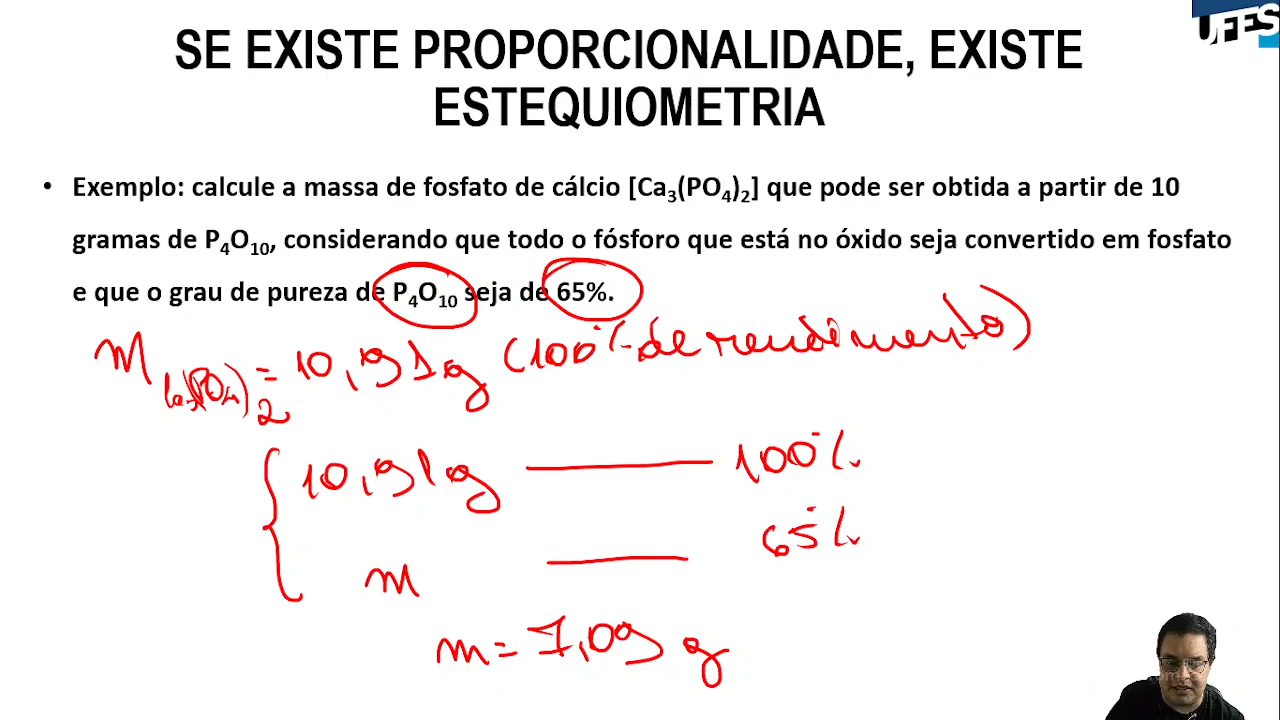 UFES
SE EXISTE PROPORCIONALIDADE, EXISTE
ESTEQUIOMETRIA
• Exemplo: calcule a massa de fosfato de cálcio [Ca₃(PO₄)₂] que pode ser obtida a partir de 10
gramas de P₄O₁₀, considerando que todo o fósforo que está no óxido seja convertido em fosfato
e que o grau de pureza de P₄O₁₀ seja de 65%.
m Ca₃(PO₄)₂ = 10,91g (100% de rendimento)
10,91g — 100%
m — 65%
m = 7,09 g